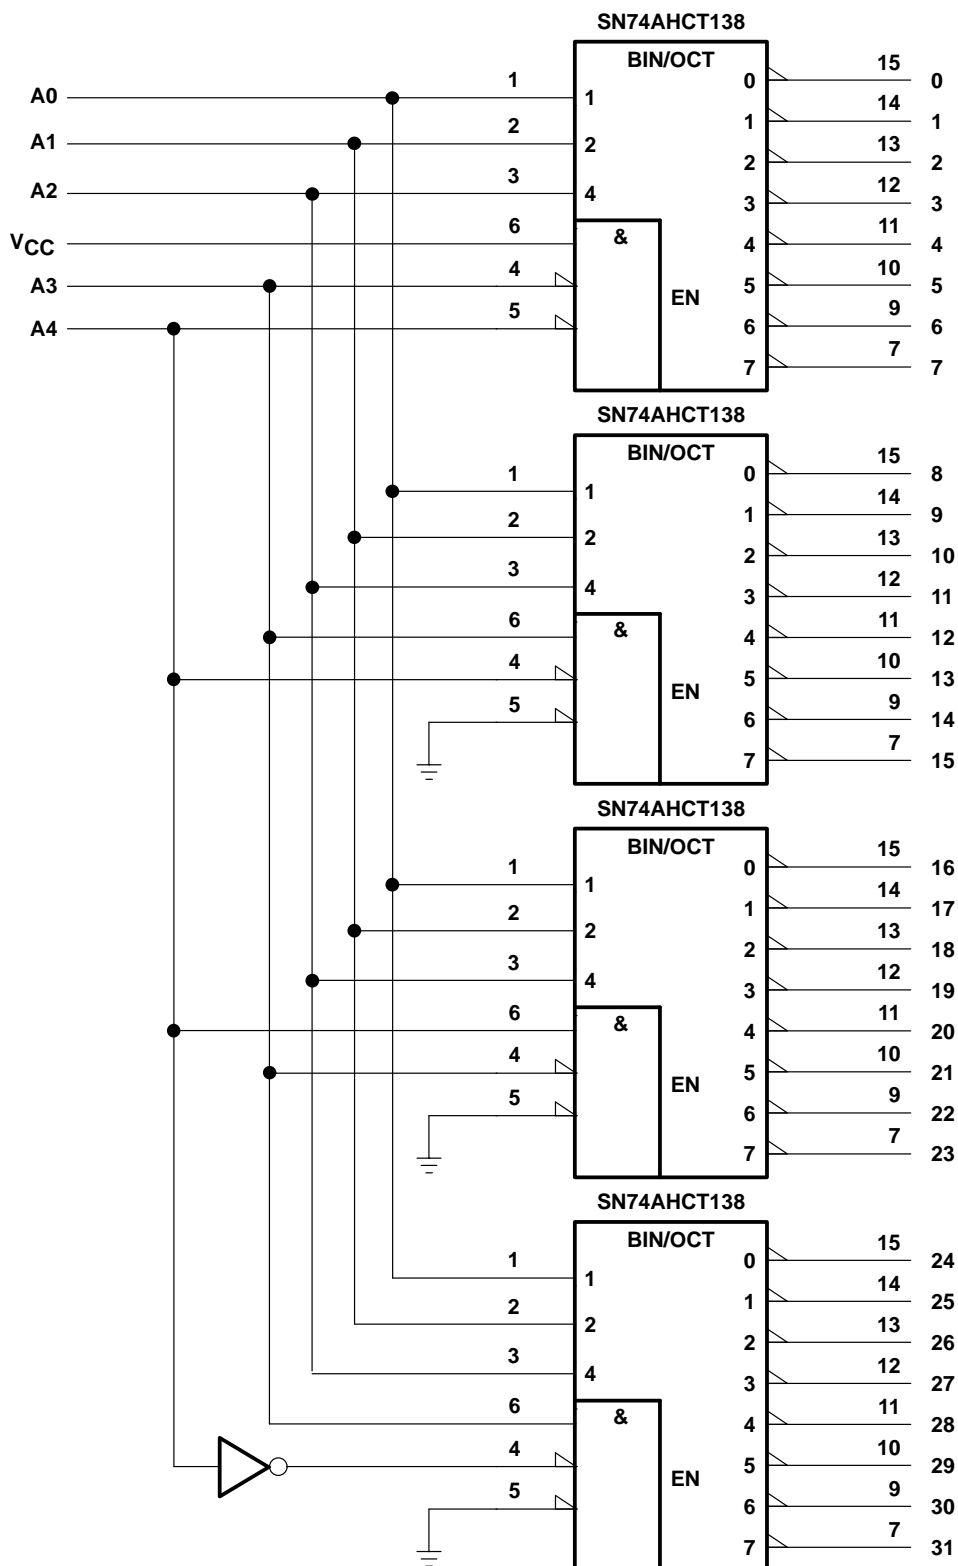 SN74AHCT138
BIN/OCT
A0 1 1 0 15 0
A1 2 2 1 14 1
A2 3 4 2 13 2
3 12 3
VCC 6 & 4 11 4
A3 4 EN 5 10 5
A4 5 6 9 6
7 7 7
SN74AHCT138
BIN/OCT
1 1 0 15 8
2 2 1 14 9
3 4 2 13 10
3 12 11
6 & 4 11 12
4 EN 5 10 13
5 6 9 14
7 7 15
SN74AHCT138
BIN/OCT
1 1 0 15 16
2 2 1 14 17
3 4 2 13 18
3 12 19
6 & 4 11 20
4 EN 5 10 21
5 6 9 22
7 7 23
SN74AHCT138
BIN/OCT
1 1 0 15 24
2 2 1 14 25
3 4 2 13 26
3 12 27
6 & 4 11 28
4 EN 5 10 29
5 6 9 30
7 7 31